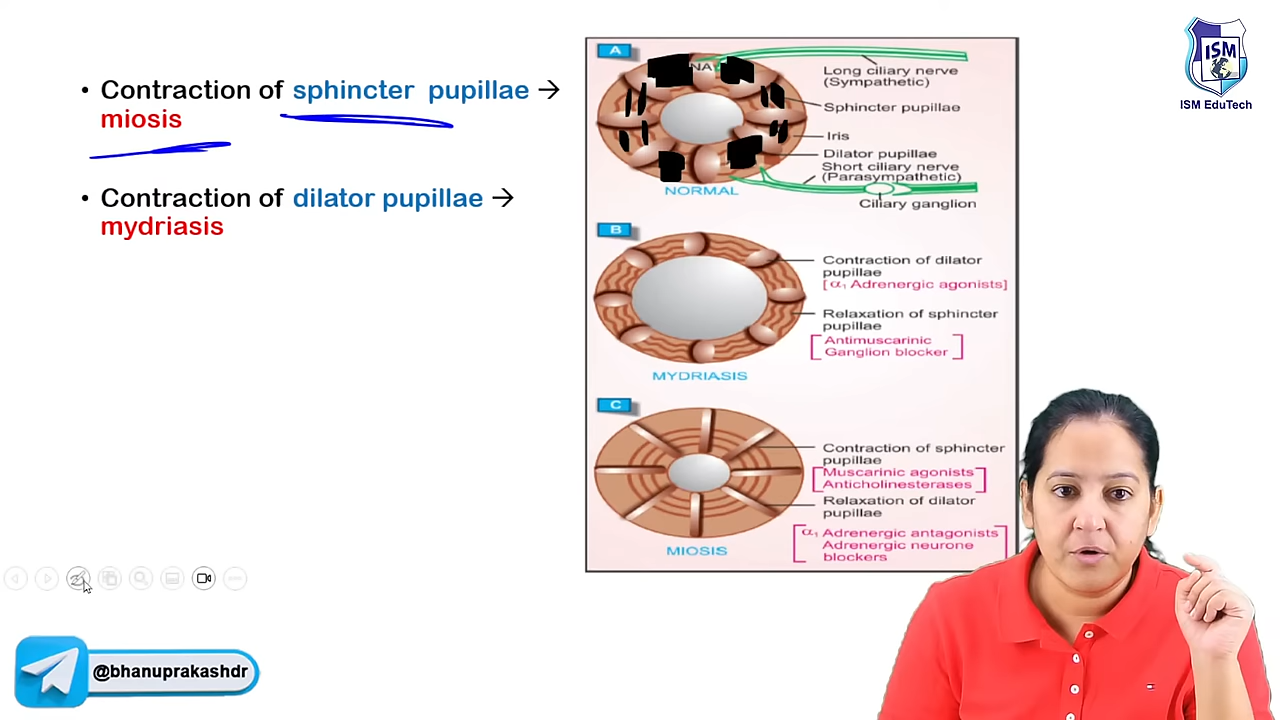 • Contraction of sphincter pupillae →
miosis
• Contraction of dilator pupillae →
mydriasis
A
NA
Long ciliary nerve
(Sympathetic)
Sphincter pupillae
Iris
Dilator pupillae
Short ciliary nerve
(Parasympathetic)
NORMAL
Ciliary ganglion
B
Contraction of dilator
pupillae
[α1 Adrenergic agonists]
Relaxation of sphincter
pupillae
[Antimuscarinic
Ganglion blocker]
MYDRIASIS
C
Contraction of sphincter
pupillae
[Muscarinic agonists
Anticholinesterases]
Relaxation of dilator
pupillae
[α1 Adrenergic antagonists
Adrenergic neurone
blockers
MIOSIS
ISM
ISM EduTech
@bhanuprakashdr